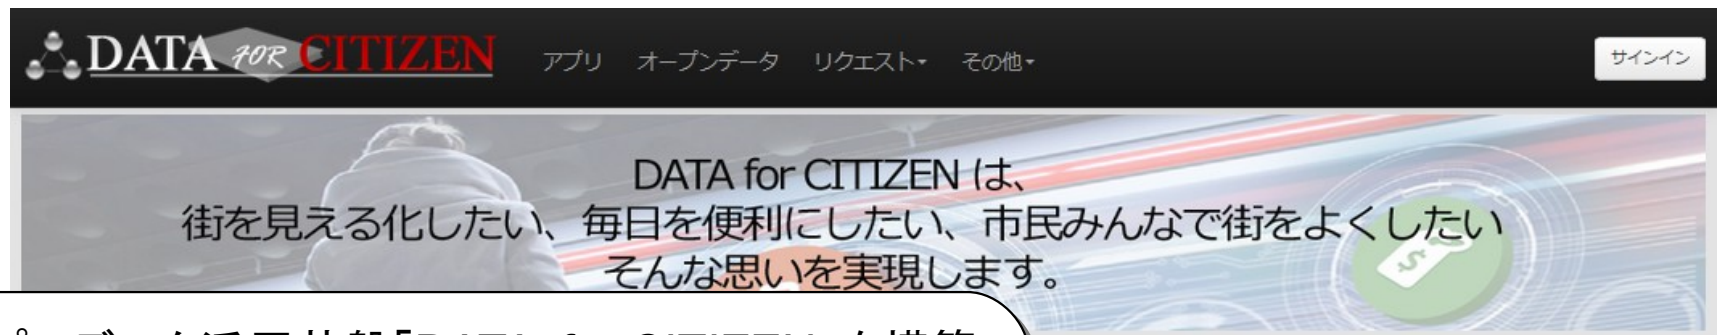 DATA FOR CITIZEN アプリ オープンデータ リクエスト▾ その他▾ サインイン
DATA for CITIZEN は、
街を見える化したい、毎日を便利にしたい、市民みんなで街をよくしたい
そんな思いを実現します。